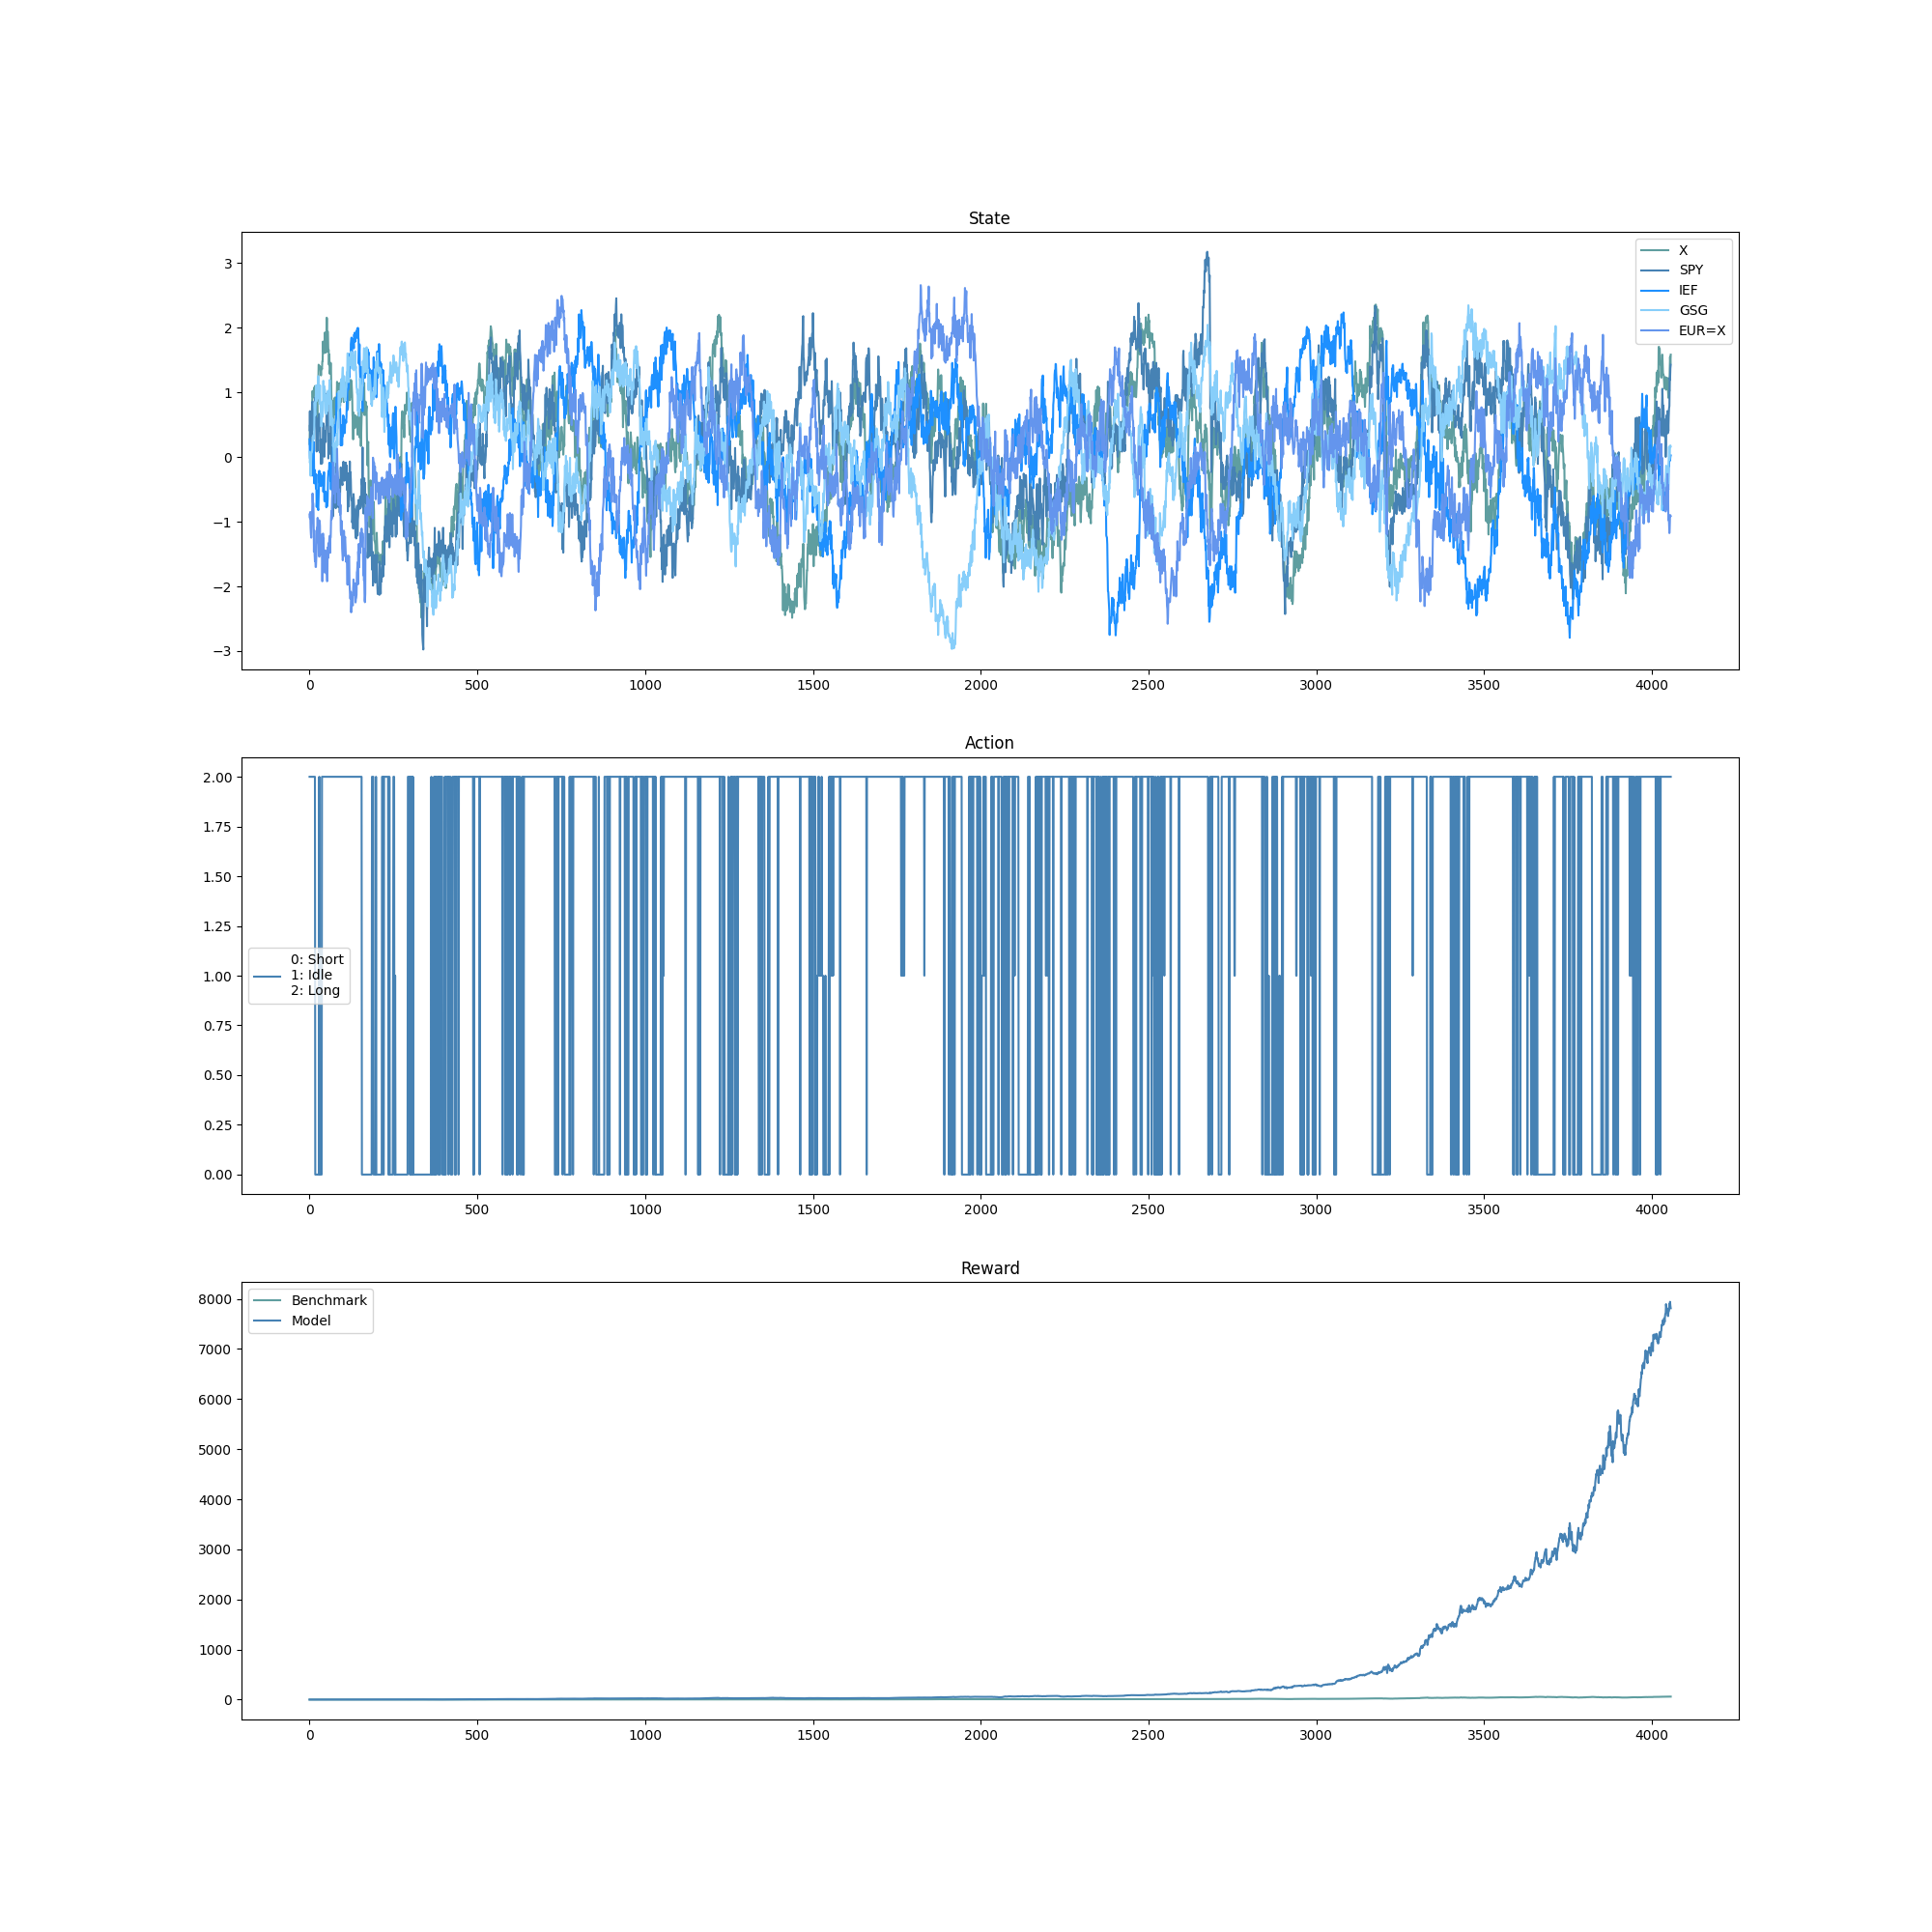 State
3
2
1
0
−1
−2
−3
X
SPY
IEF
GSG
EUR=X
0 500 1000 1500 2000 2500 3000 3500 4000
Action
2.00
1.75
1.50
1.25
1.00
0.75
0.50
0.25
0.00
0: Short
1: Idle
2: Long
0 500 1000 1500 2000 2500 3000 3500 4000
Reward
8000
7000
6000
5000
4000
3000
2000
1000
0
Benchmark
Model
0 500 1000 1500 2000 2500 3000 3500 4000